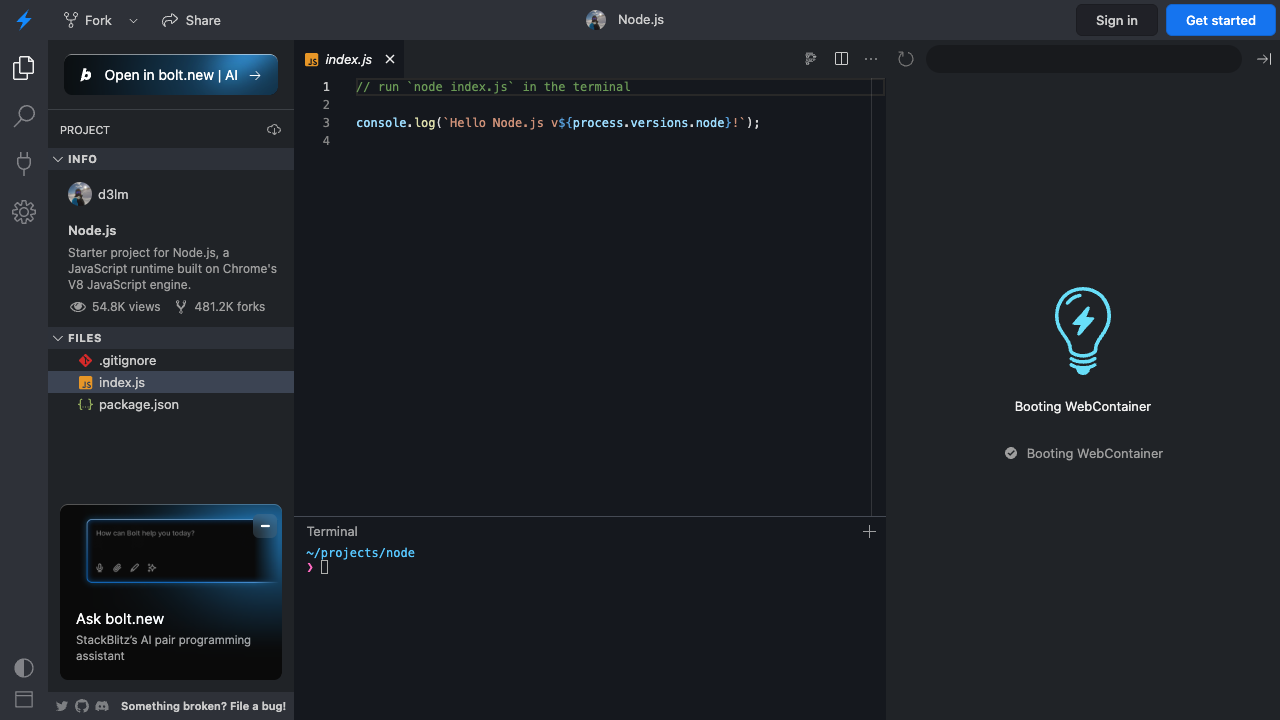 Fork
Share
Node.js
Sign in
Get started
b Open in bolt.new | AI →
PROJECT
INFO
d3lm
Node.js
Starter project for Node.js, a
JavaScript runtime built on Chrome's
V8 JavaScript engine.
54.8K views 481.2K forks
FILES
.gitignore
JS index.js
{..} package.json
How can Bolt help you today?
Ask bolt.new
StackBlitz's AI pair programming
assistant
Something broken? File a bug!
JS index.js
1 // run `node index.js` in the terminal
2
3 console.log(`Hello Node.js v${process.versions.node}!`);
4
Terminal
~/projects/node
❯
Booting WebContainer
Booting WebContainer